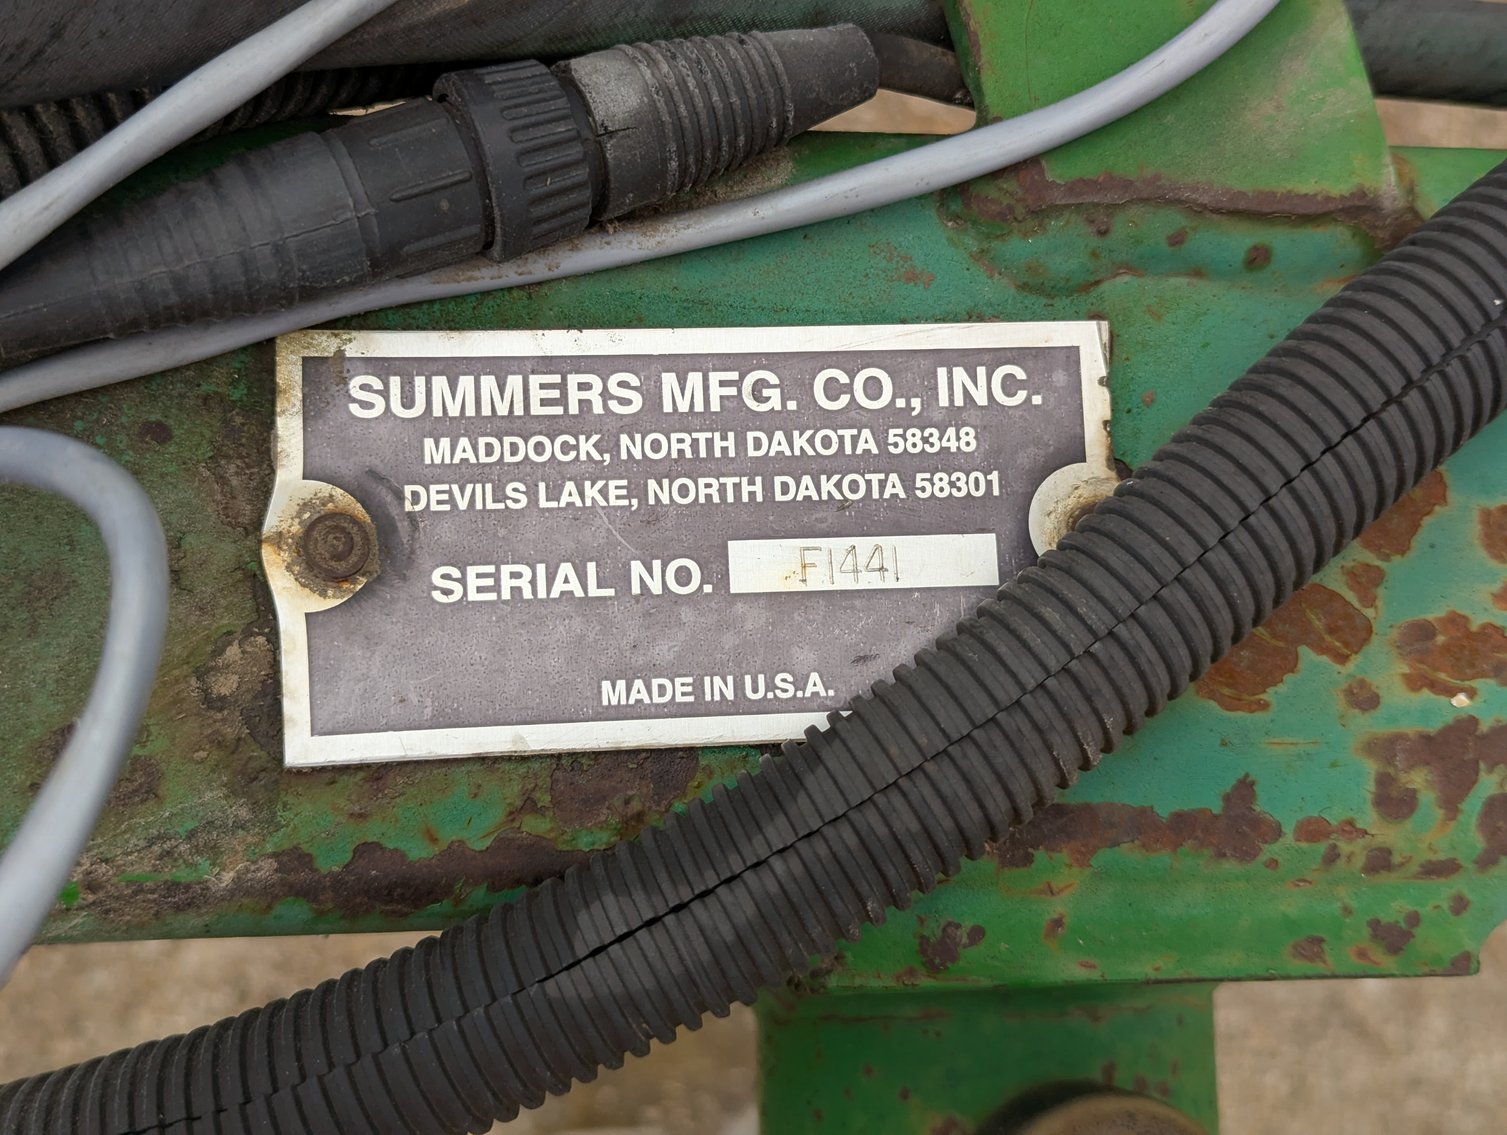 SUMMERS MFG. CO., INC.
MADDOCK, NORTH DAKOTA 58348
DEVILS LAKE, NORTH DAKOTA 58301
SERIAL NO. F1441
MADE IN U.S.A.